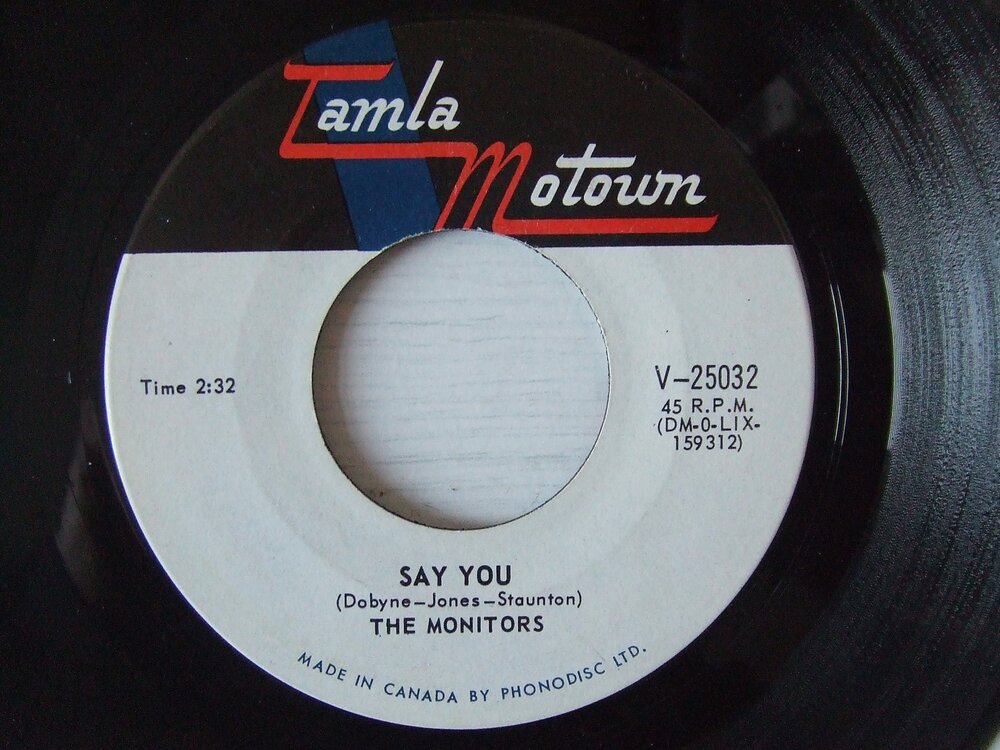 Tamla
Motown
Time 2:32
V-25032
45 R.P.M.
(DM-0-LIX-
159312)
SAY YOU
(Dobyne-Jones-Staunton)
THE MONITORS
MADE IN CANADA BY PHONODISC LTD.